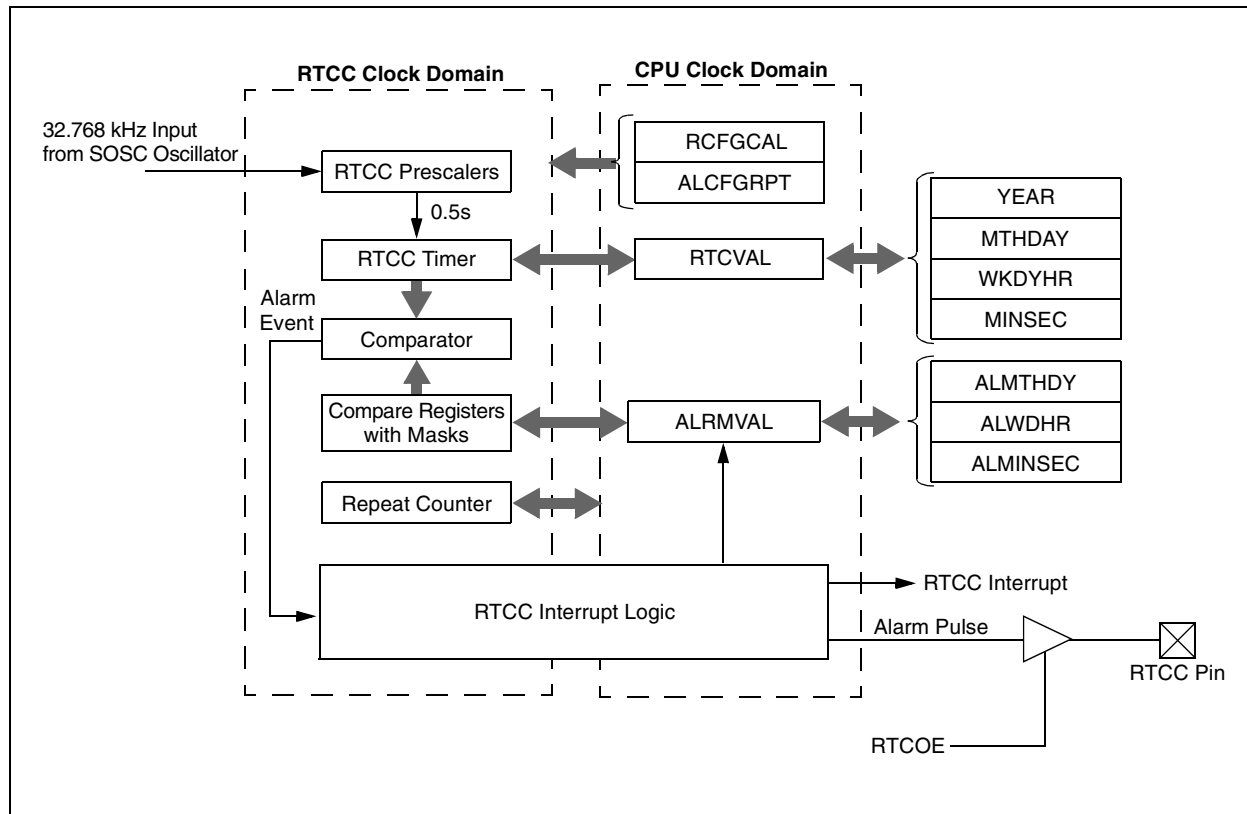 RTCC Clock Domain
CPU Clock Domain
32.768 kHz Input
from SOSC Oscillator
RTCC Prescalers
0.5s
RTCC Timer
Alarm
Event
Comparator
Compare Registers
with Masks
Repeat Counter
RCFGCAL
ALCFGRPT
RTCVAL
ALRMVAL
YEAR
MTHDAY
WKDYHR
MINSEC
ALMTHDY
ALWDHR
ALMINSEC
RTCC Interrupt Logic
RTCC Interrupt
Alarm Pulse
RTCC Pin
RTCOE